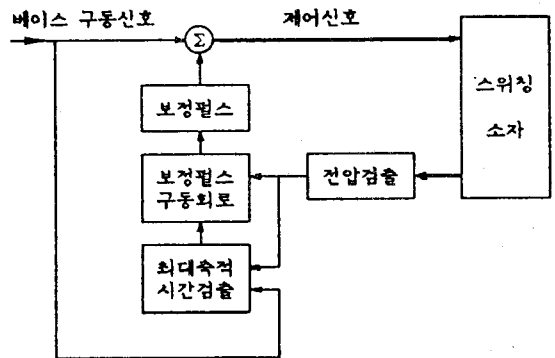 베이스 구동신호
Σ
제어신호
스위칭
소자
보정펄스
보정펄스
구동회로
전압검출
최대축적
시간검출